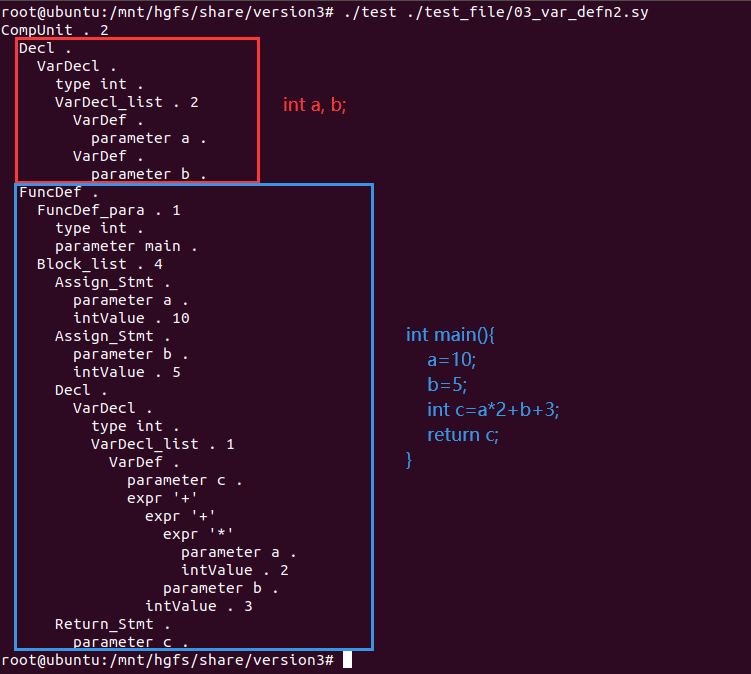 root@ubuntu:/mnt/hgfs/share/version3# ./test ./test_file/03_var_defn2.sy
CompUnit . 2
Decl .
VarDecl .
type int .
VarDecl_list . 2
VarDef .
parameter a .
VarDef .
parameter b .
int a, b;
FuncDef .
FuncDef_para . 1
type int .
parameter main .
Block_list . 4
Assign_Stmt .
parameter a .
intValue . 10
Assign_Stmt .
parameter b .
intValue . 5
Decl .
VarDecl .
type int .
VarDecl_list . 1
VarDef .
parameter c .
expr '+'
expr '+'
expr '*'
parameter a .
intValue . 2
parameter b .
intValue . 3
Return_Stmt .
parameter c .
int main(){
a=10;
b=5;
int c=a*2+b+3;
return c;
}
root@ubuntu:/mnt/hgfs/share/version3#